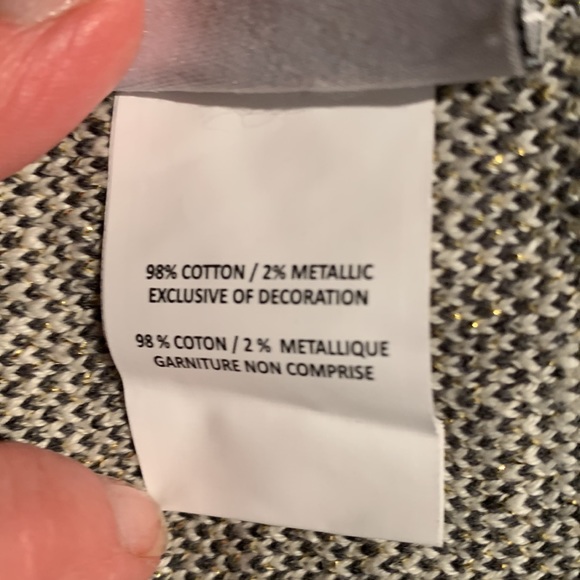 98% COTTON / 2% METALLIC
EXCLUSIVE OF DECORATION
98 % COTON / 2 % METALLIQUE
GARNITURE NON COMPRISE